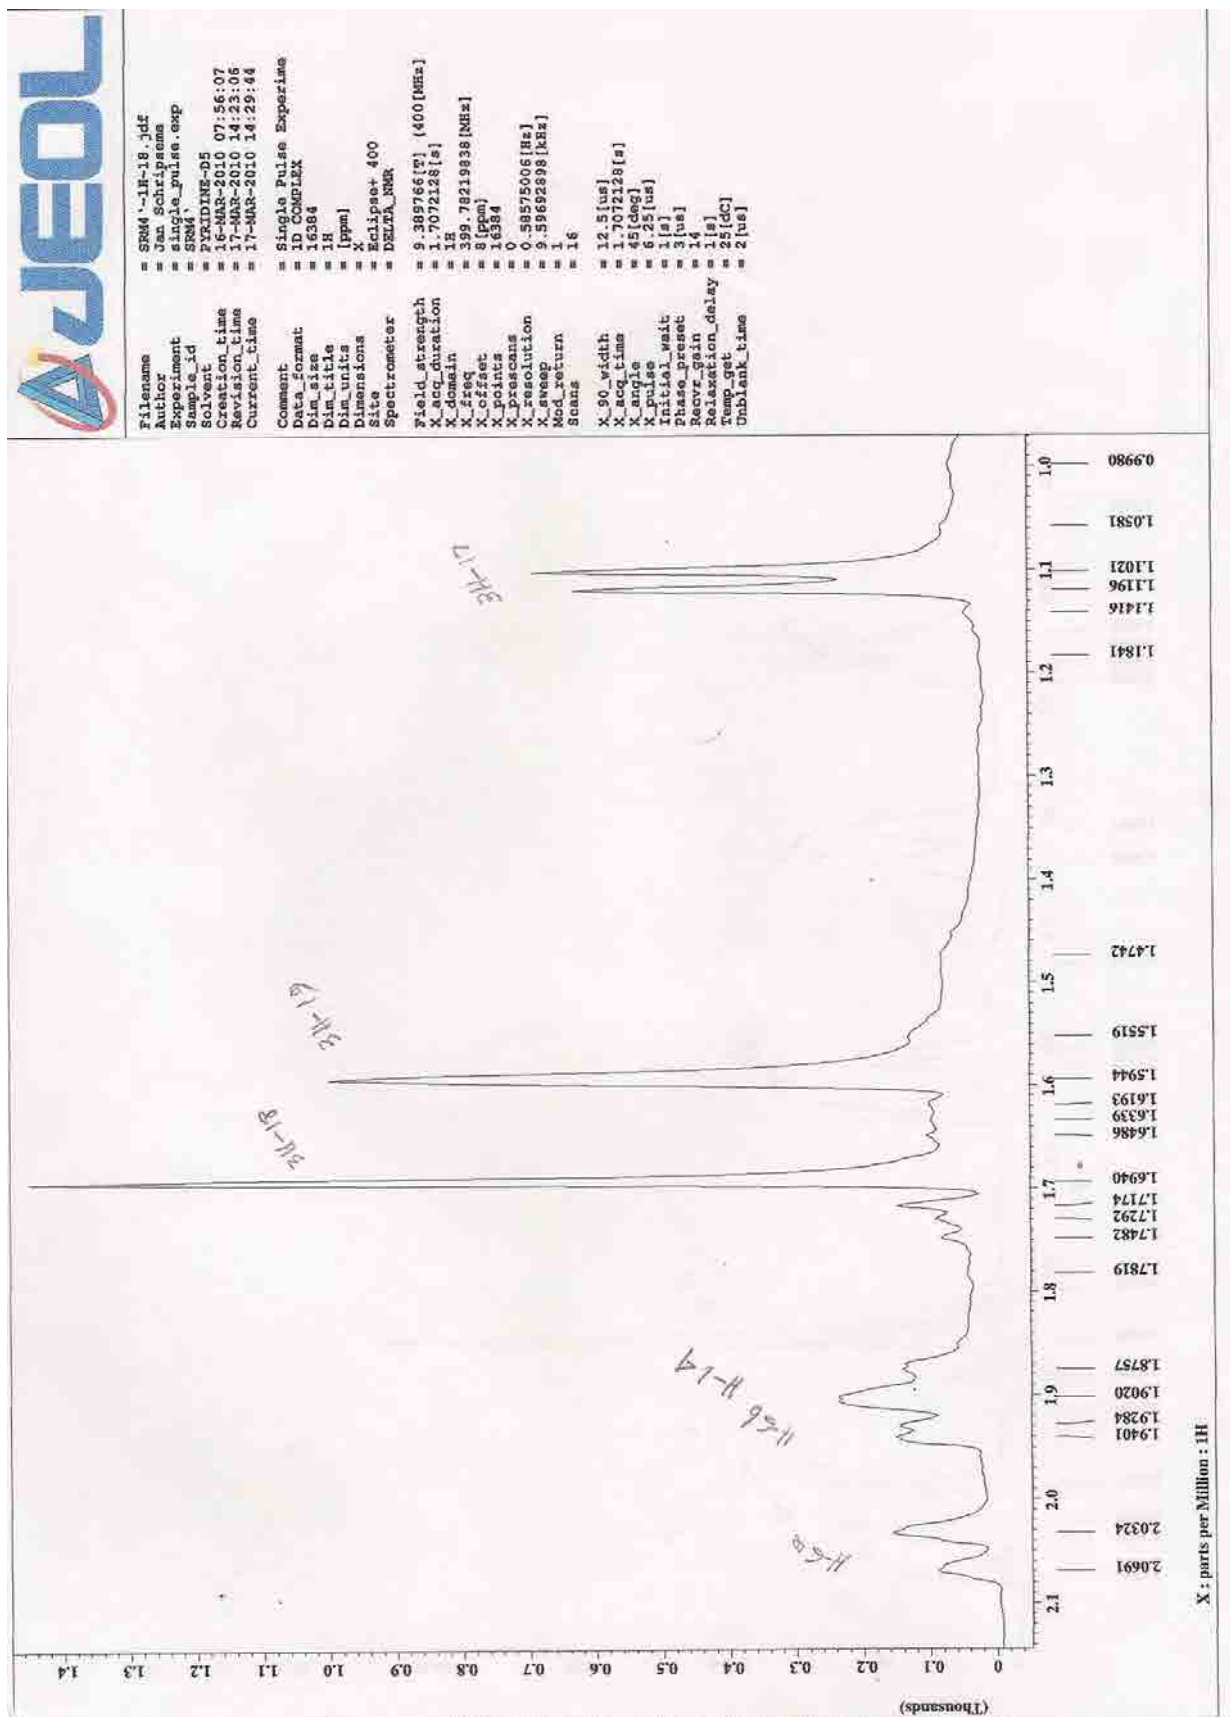 JEOL
Filename = SRM4'-1H-18.jdf
Author = Jan Schripsema
Experiment = single_pulse.exp
Sample_id = SRM4'
Solvent = PYRIDINE-D5
Creation_time = 16-MAR-2010 07:56:07
Revision_time = 17-MAR-2010 14:23:06
Current_time = 17-MAR-2010 14:29:44
Comment = Single Pulse Experime
Data_format = 1D COMPLEX
Dim_size = 16384
Dim_title = 1H
Dim_units = [ppm]
Dimensions = X
Site = Eclipse+ 400
Spectrometer = DELTA_NMR
Field_strength = 9.389766[T] (400[MHz]
X_acq_duration = 1.7072128[s]
X_domain = 1H
X_freq = 399.78219838[MHz]
X_offset = 8[ppm]
X_points = 16384
X_prescans = 0
X_resolution = 0.58575006[Hz]
X_sweep = 9.59692898[kHz]
Mod_return = 1
Scans = 16
X_90_width = 12.5[us]
X_acq_time = 1.7072128[s]
X_angle = 45[deg]
X_pulse = 6.25[us]
Initial_wait = 1[s]
Phase_preset = 3[us]
Recvr_gain = 14
Relaxation_delay = 1[s]
Temp_get = 25[dC]
Unblank_time = 2[us]
(Thousands)
0 0.1 0.2 0.3 0.4 0.5 0.6 0.7 0.8 0.9 1.0 1.1 1.2 1.3 1.4
3H-18
3H-19
3H-17
H-5b
2.1 2.0 1.9 1.8 1.7 1.6 1.5 1.4 1.3 1.2 1.1 1.0
2.0691
2.0324
1.9401
1.9284
1.9020
1.8757
1.7819
1.7482
1.7292
1.7174
1.6940
1.6486
1.6339
1.6193
1.5944
1.5519
1.4742
1.1841
1.1416
1.1196
1.1021
1.0581
0.9980
X : parts per Million : 1H